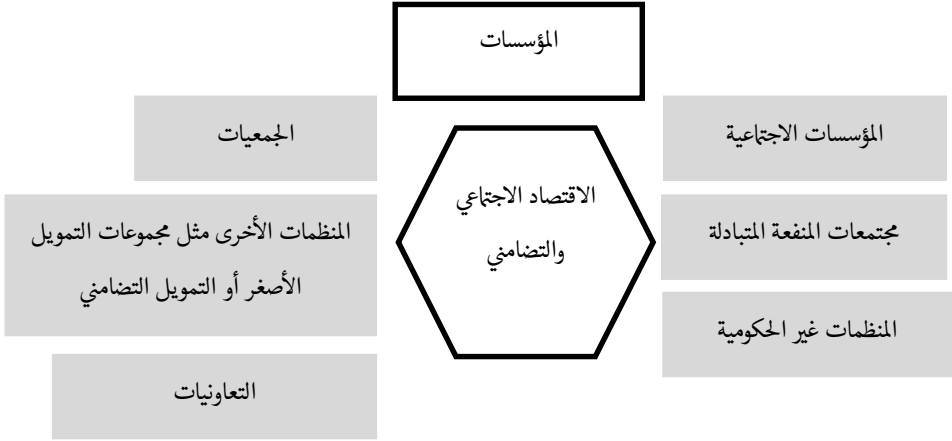 المؤسسات
المؤسسات الاجتماعية
الجمعيات
الاقتصاد الاجتماعي
والتضامني
مجتمعات المنفعة المتبادلة
المنظمات الأخرى مثل مجموعات التمويل
الأصغر أو التمويل التضامني
المنظمات غير الحكومية
التعاونيات